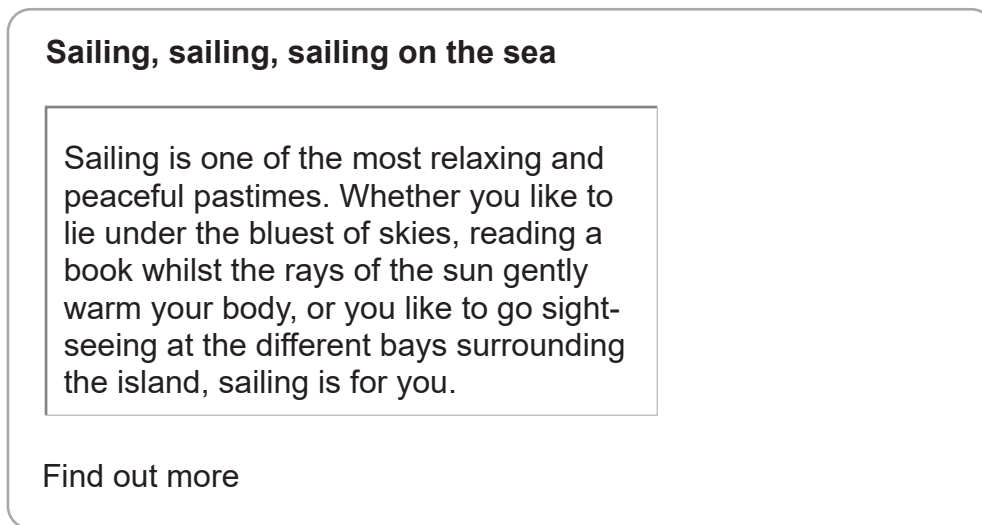 Sailing, sailing, sailing on the sea
Sailing is one of the most relaxing and
peaceful pastimes. Whether you like to
lie under the bluest of skies, reading a
book whilst the rays of the sun gently
warm your body, or you like to go sight-
seeing at the different bays surrounding
the island, sailing is for you.
Find out more